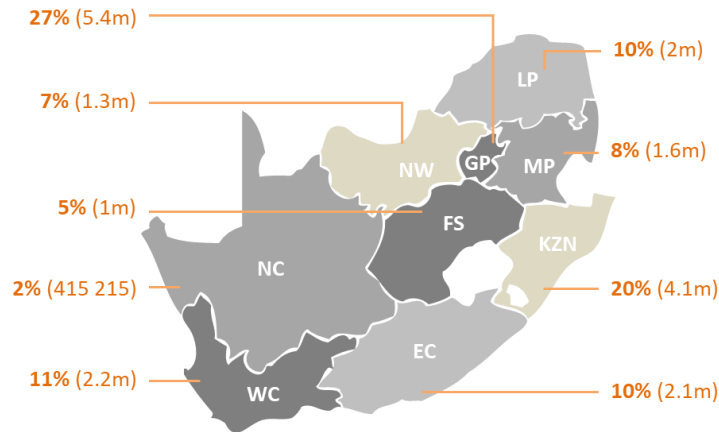 27% (5.4m)
10% (2m)
LP
7% (1.3m)
8% (1.6m)
NW
GP
MP
5% (1m)
FS
KZN
NC
2% (415 215)
20% (4.1m)
EC
11% (2.2m)
WC
10% (2.1m)